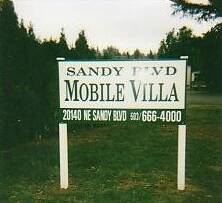 SANDY BLVD
MOBILE VILLA
20140 NE SANDY BLVD 503/666-4000